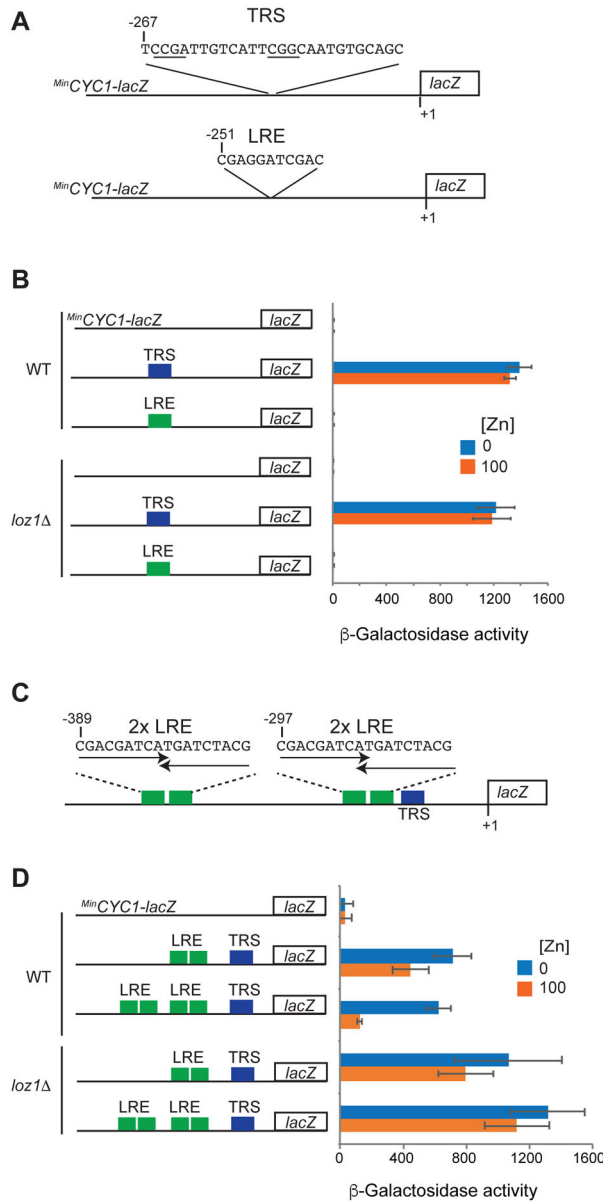 A
TRS
-267
TCCGATTGTCATTCGGCAATGTGCAGC
MinCYC1-lacZ
lacZ
+1
-251
LRE
CGAGGATCGAC
MinCYC1-lacZ
lacZ
+1
B
MinCYC1-lacZ
lacZ
WT
TRS
lacZ
LRE
lacZ
lacZ
loz1Δ
TRS
lacZ
LRE
lacZ
[Zn]
0
100
0 400 800 1200 1600
β-Galactosidase activity
C
-389
2x LRE
-297
2x LRE
CGACGATCATGATCTACG
CGACGATCATGATCTACG
lacZ
TRS
+1
D
MinCYC1-lacZ
lacZ
WT
LRE TRS
lacZ
LRE LRE TRS
lacZ
loz1Δ
LRE TRS
lacZ
LRE LRE TRS
lacZ
[Zn]
0
100
0 400 800 1200 1600
β-Galactosidase activity